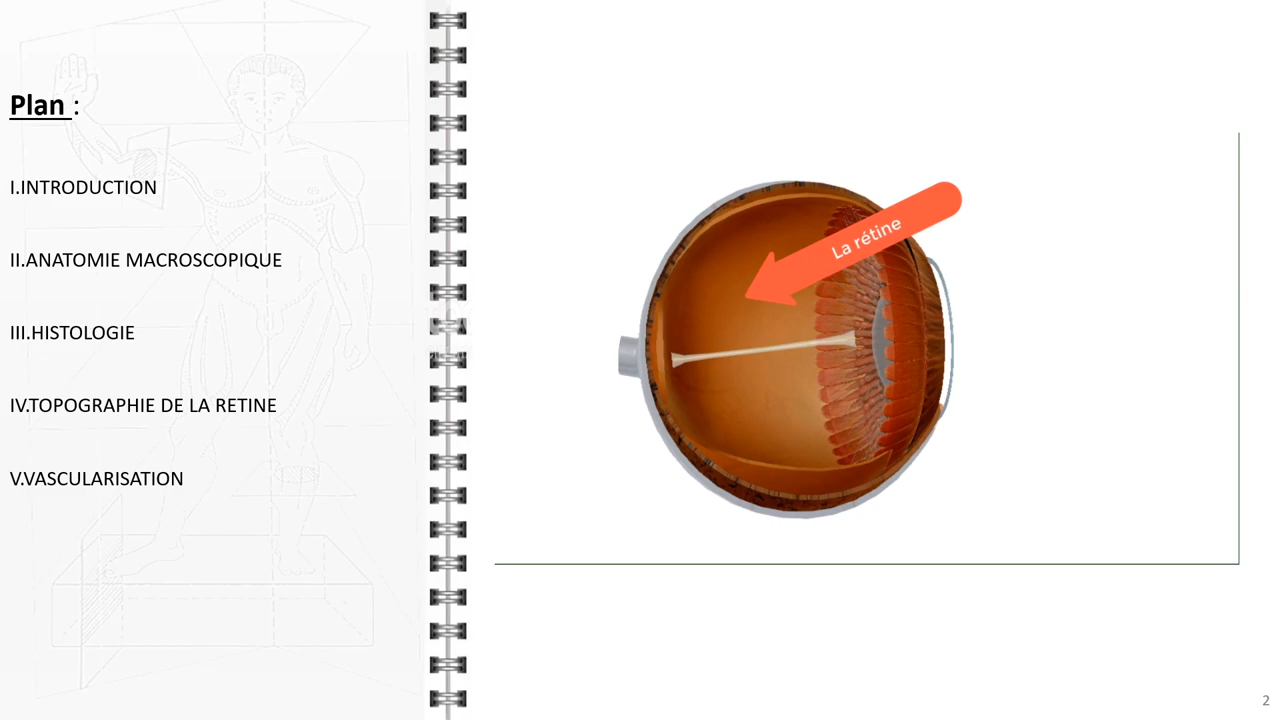 Plan :
I.INTRODUCTION
II.ANATOMIE MACROSCOPIQUE
III.HISTOLOGIE
IV.TOPOGRAPHIE DE LA RETINE
V.VASCULARISATION
La rétine
2